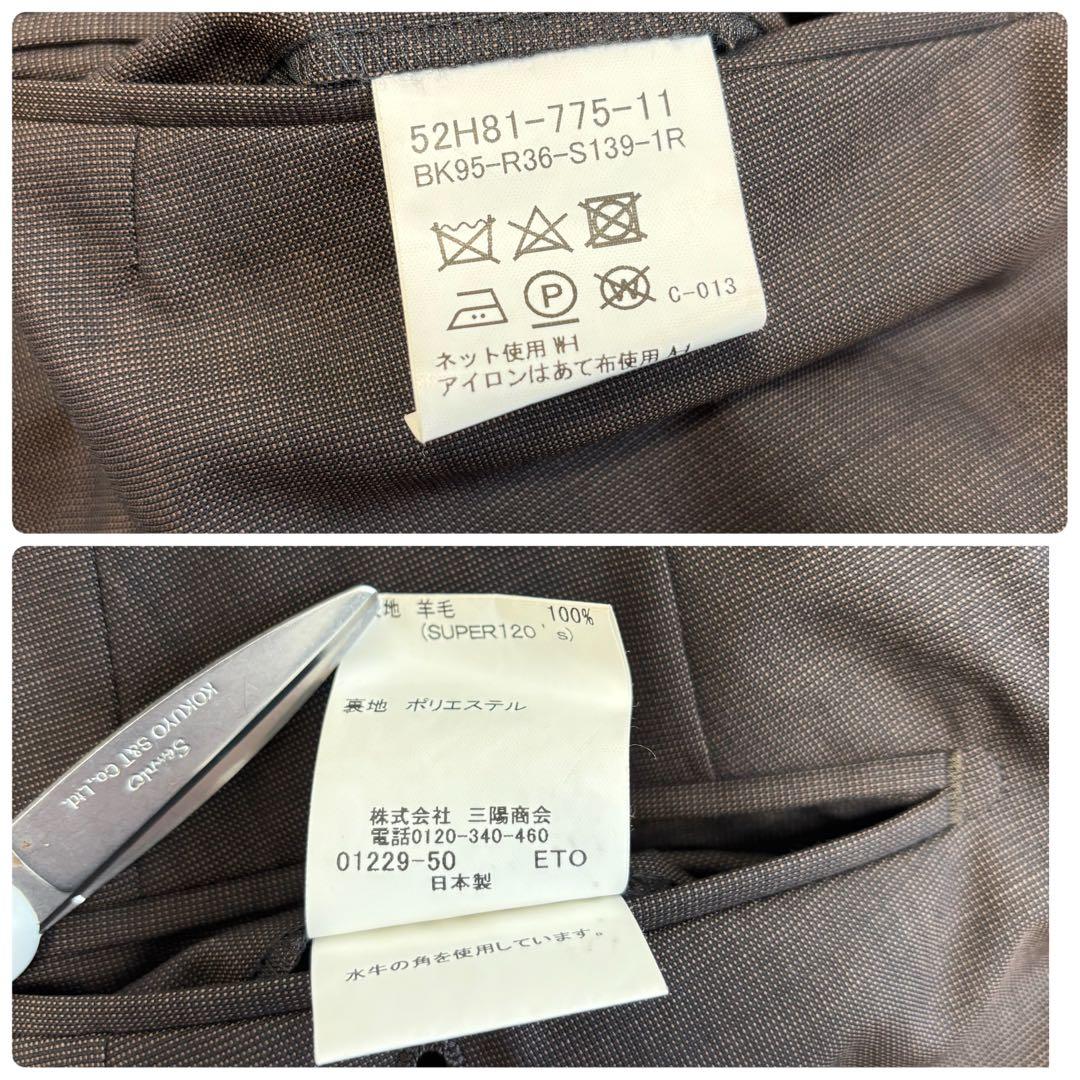 52H81-775-11
BK95-R36-S139-1R
P
W
C-013
ネット使用
アイロンはあて布使用
地 羊毛 100%
(SUPER120's)
裏地 ポリエステル
株式会社 三陽商会
電話0120-340-460
01229-50 ETO
日本製
水牛の角を使用しています。
KOKUYO S&T Co.,Ltd.